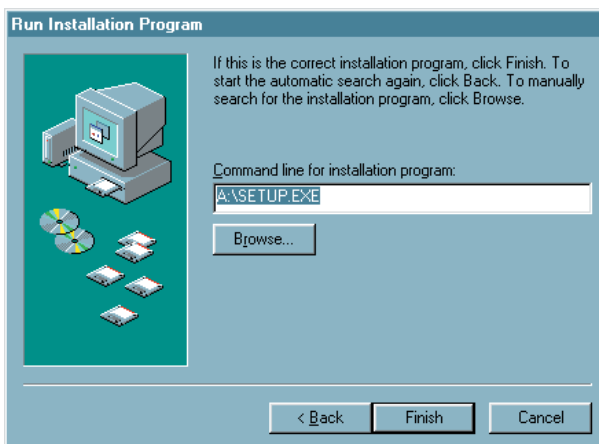 Run Installation Program
If this is the correct installation program, click Finish. To
start the automatic search again, click Back. To manually
search for the installation program, click Browse.
Command line for installation program:
A:\SETUP.EXE
Browse...
< Back
Finish
Cancel